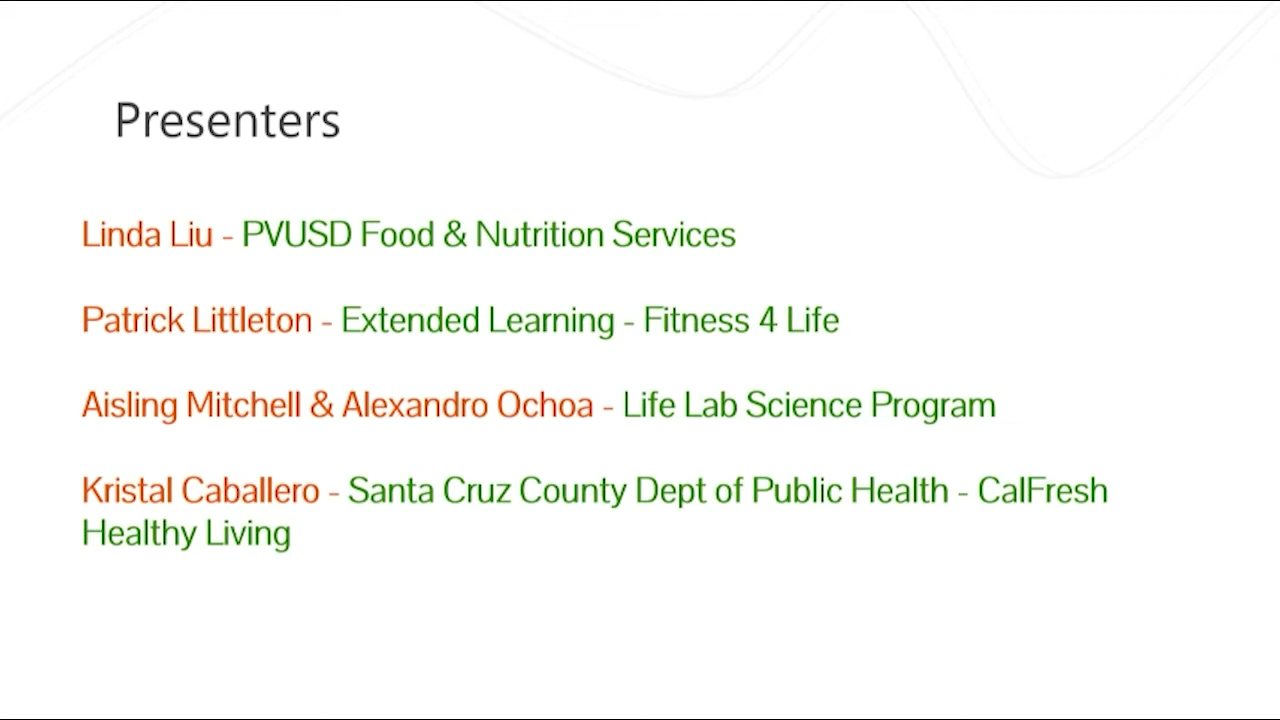 Presenters
Linda Liu - PVUSD Food & Nutrition Services
Patrick Littleton - Extended Learning - Fitness 4 Life
Aisling Mitchell & Alexandro Ochoa - Life Lab Science Program
Kristal Caballero - Santa Cruz County Dept of Public Health - CalFresh
Healthy Living